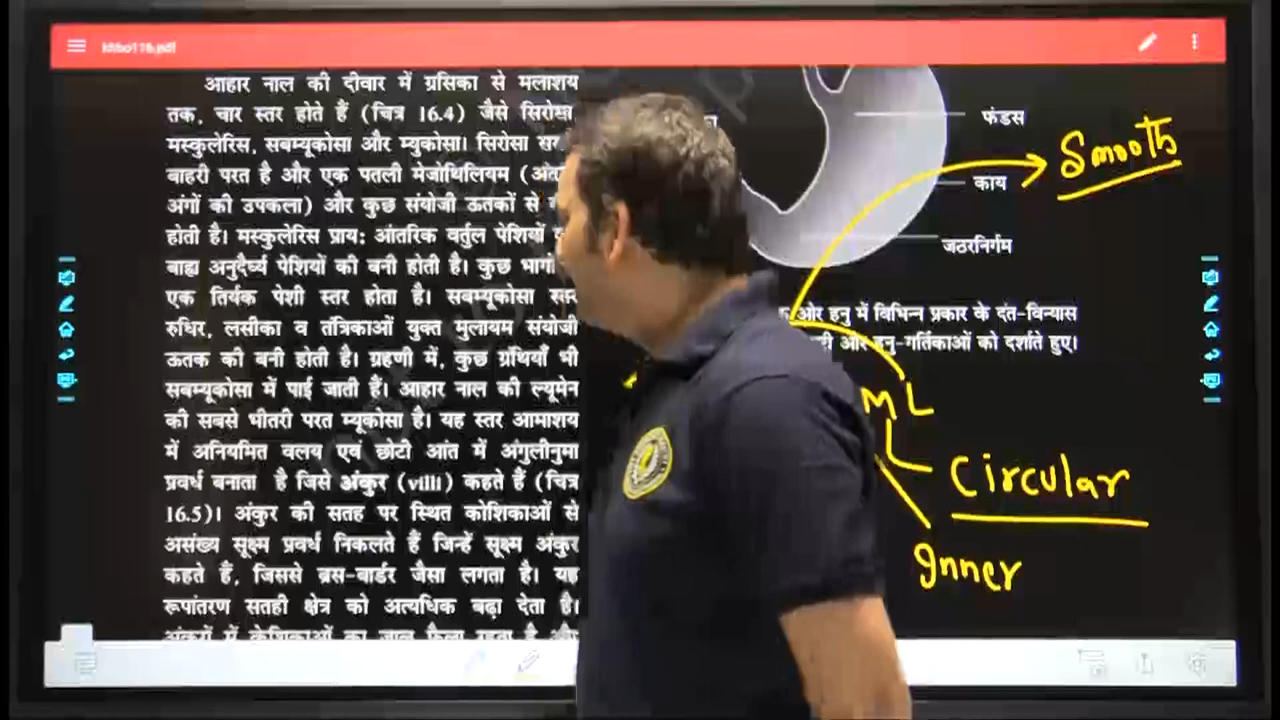 khbo116.pdf
आहार नाल की दीवार में ग्रसिका से मलाशय
तक, चार स्तर होते हैं (चित्र 16.4) जैसे सिरोसा,
मस्कुलेरिस, सबम्यूकोसा और म्युकोसा। सिरोसा
बाहरी परत है और एक पतली मेजोथिलियम
अंगों की उपकला) और कुछ संयोजी ऊतकों से
होती है। मस्कुलेरिस प्राय: आंतरिक वर्तुल पेशियों
बाह्य अनुदैर्घ्य पेशियों की बनी होती है। कुछ
एक तिर्यक पेशी स्तर होता है। सबम्यूकोसा
रुधिर, लसीका व तंत्रिकाओं युक्त मुलायम संयोजी
ऊतक की बनी होती है। ग्रहणी में, कुछ ग्रंथियाँ भी
सबम्यूकोसा में पाई जाती हैं। आहार नाल की ल्यूमेन
की सबसे भीतरी परत म्यूकोसा है। यह स्तर आमाशय
में अनियमित वलय एवं छोटी आंत में अंगुलीनुमा
प्रवर्ध बनाता है जिसे अंकुर (villi) कहते हैं (चित्र
16.5)। अंकुर की सतह पर स्थित कोशिकाओं से
असंख्य सूक्ष्म प्रवर्ध निकलते हैं जिन्हें सूक्ष्म अंकुर
कहते हैं, जिससे ब्रस-बार्डर जैसा लगता है। यह
रूपांतरण सतही क्षेत्र को अत्यधिक बढ़ा देता है।
अंकुरों में केशिकाओं का जाल फैला रहता है और
फंडस
काय
जठरनिर्गम
ओर हनु में विभिन्न प्रकार के दंत-विन्यास
और हनु-गर्तिकाओं को दर्शाते हुए।
Smooth
ML
Circular
Inner